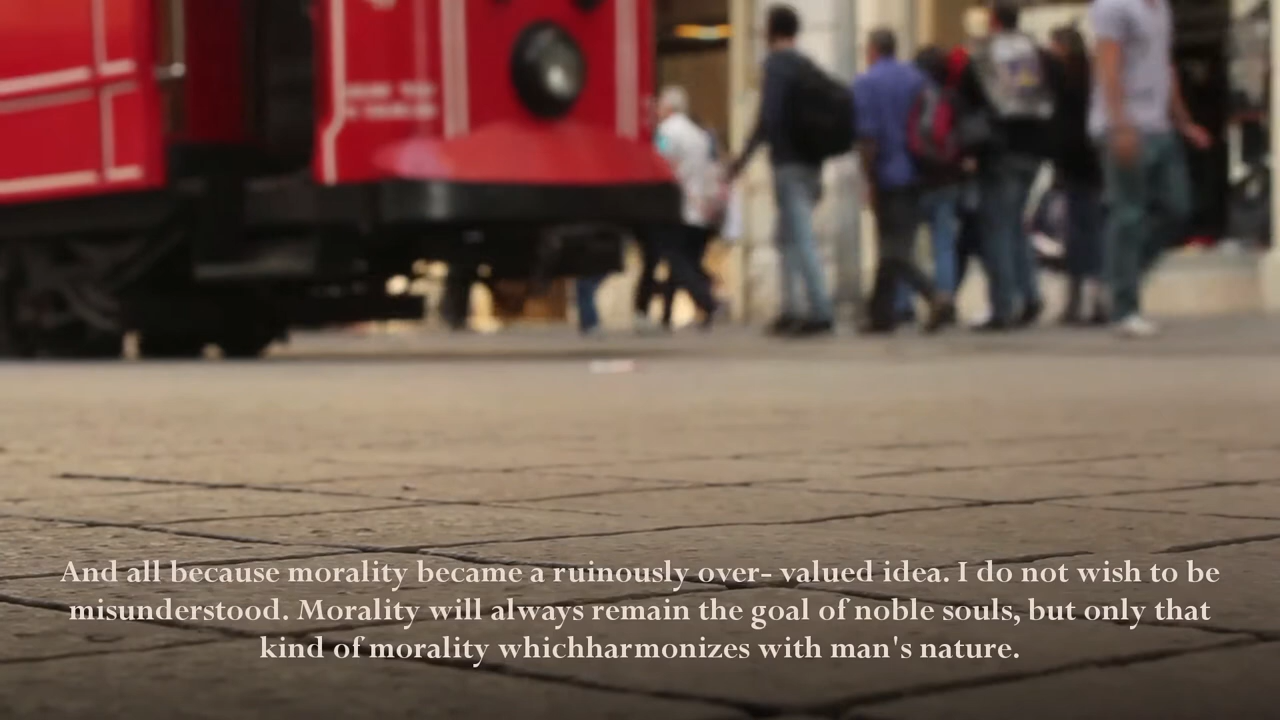 And all because morality became a ruinously over- valued idea. I do not wish to be
misunderstood. Morality will always remain the goal of noble souls, but only that
kind of morality whichharmonizes with man's nature.